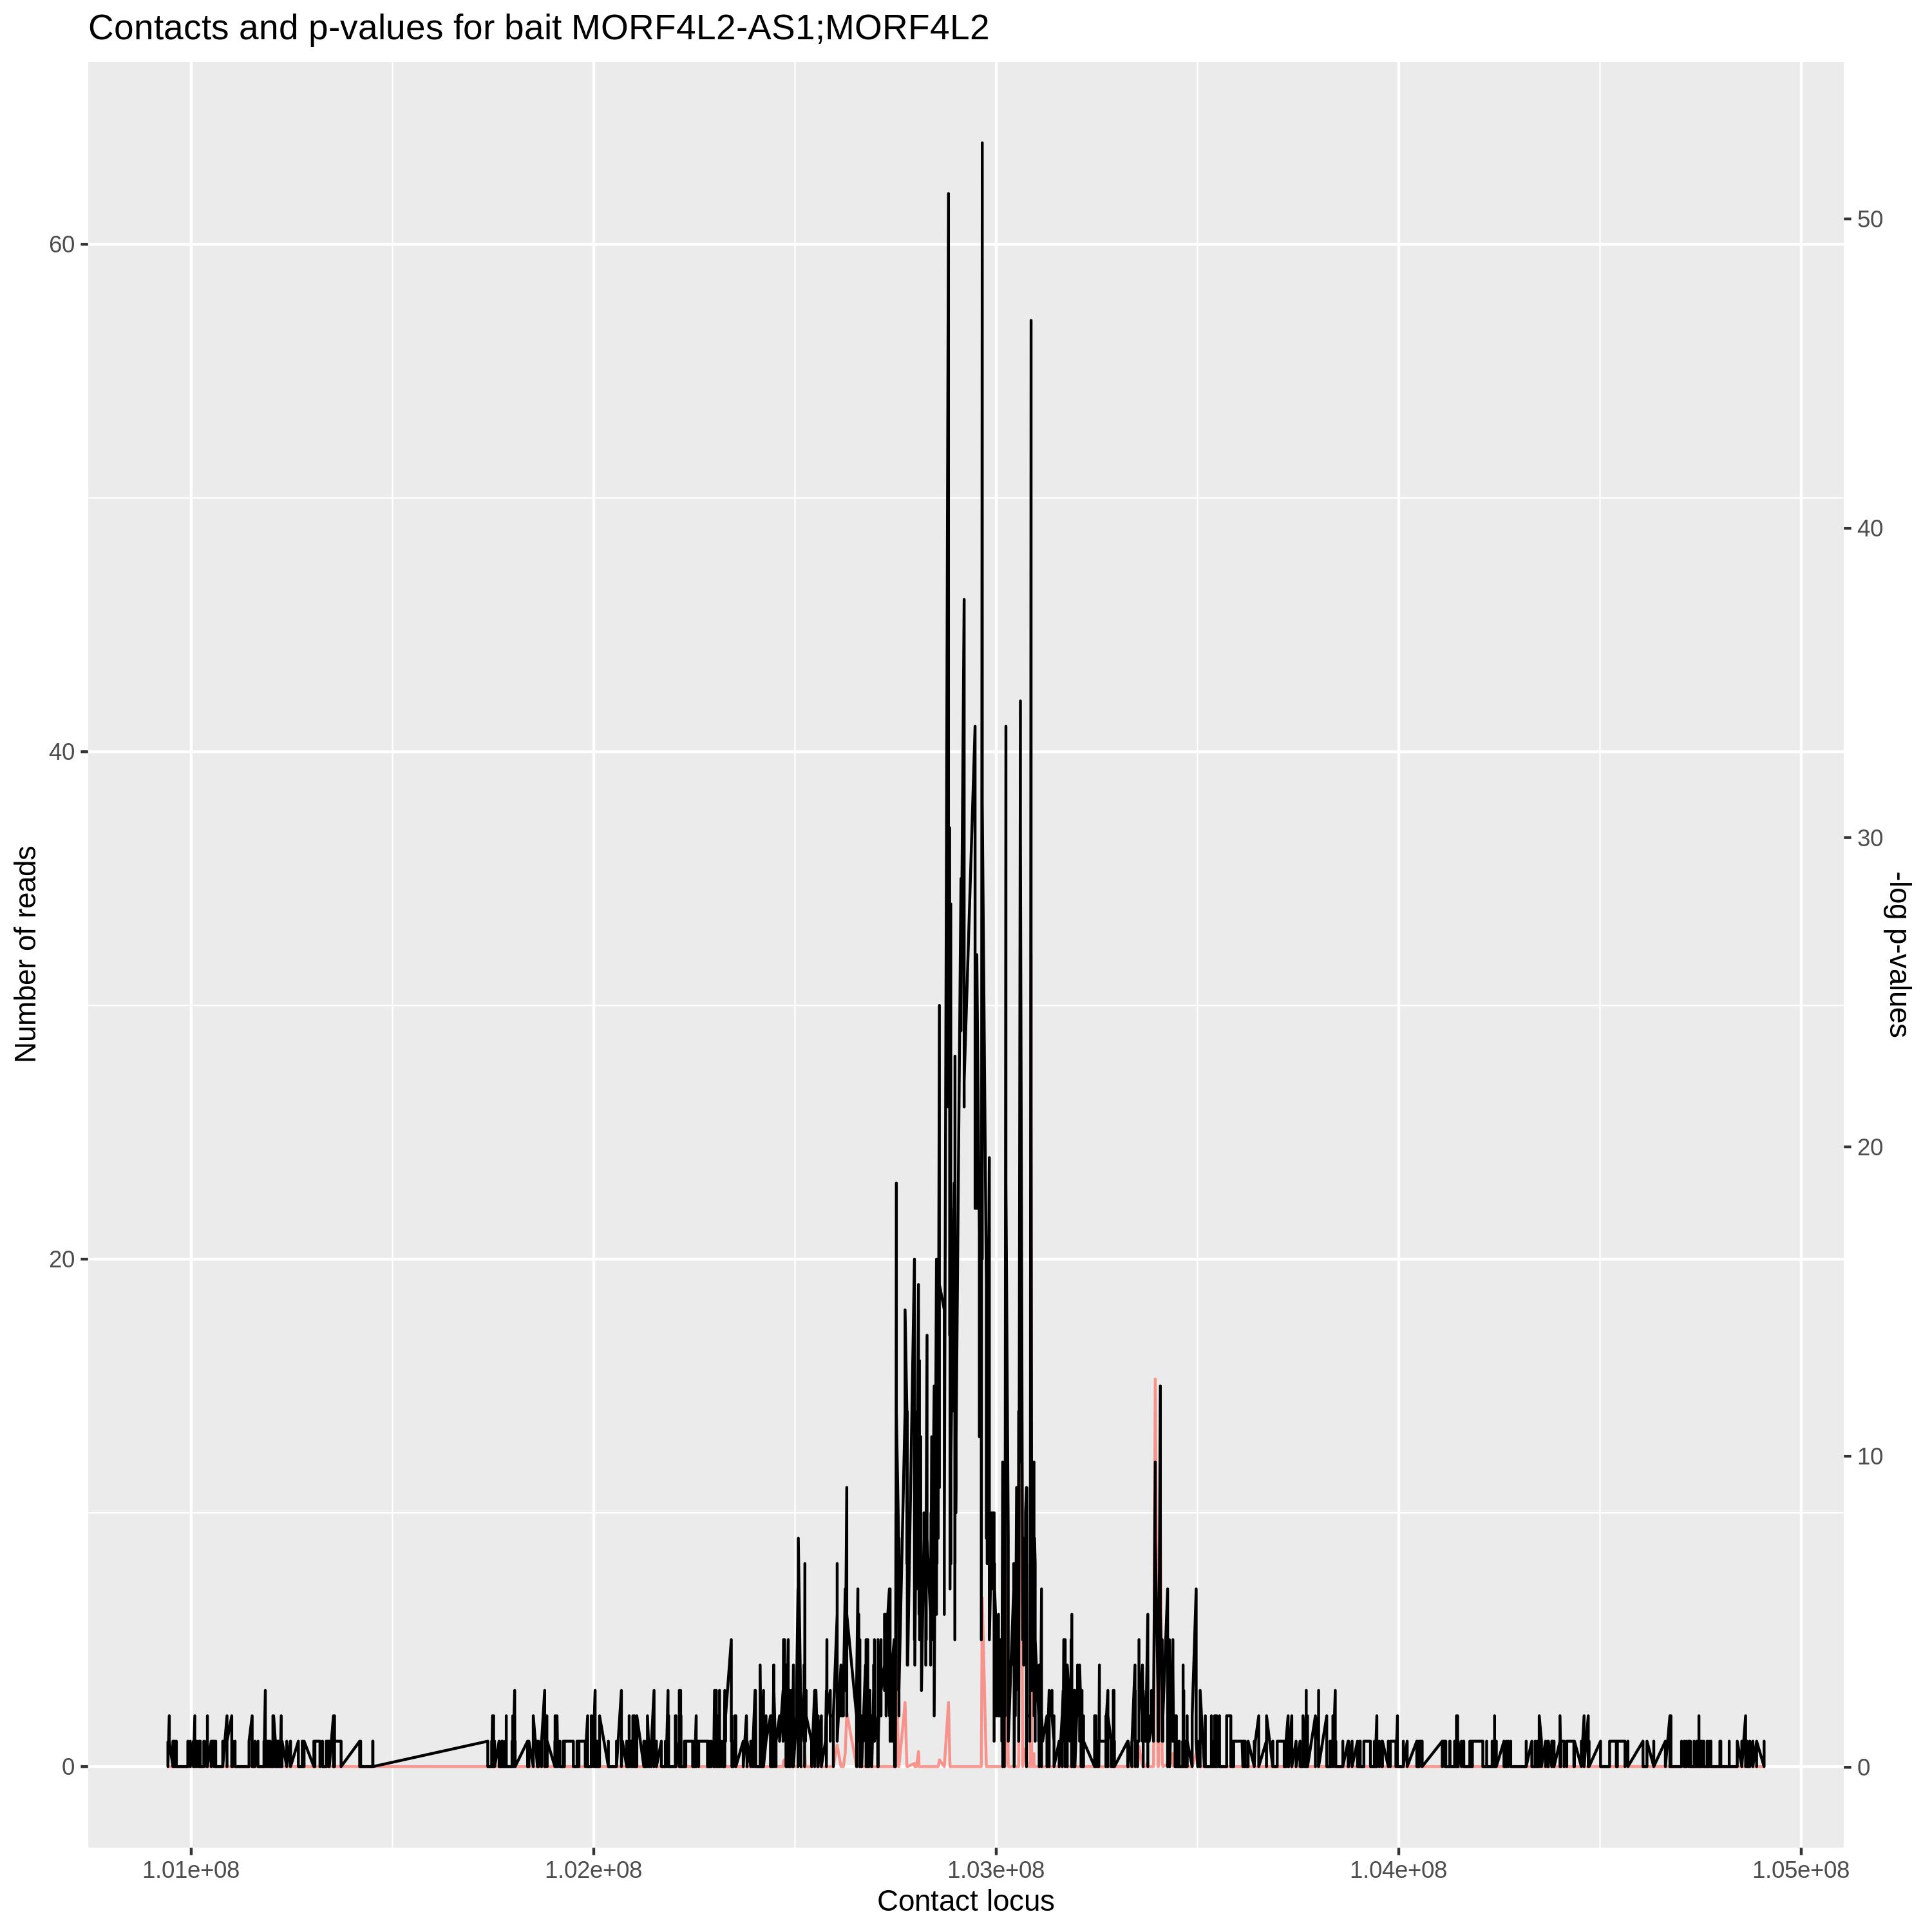 Contacts and p-values for bait MORF4L2-AS1;MORF4L2
60
40
20
0
Number of reads
50
40
30
20
10
0
-log p-values
1.01e+08
1.02e+08
1.03e+08
1.04e+08
1.05e+08
Contact locus